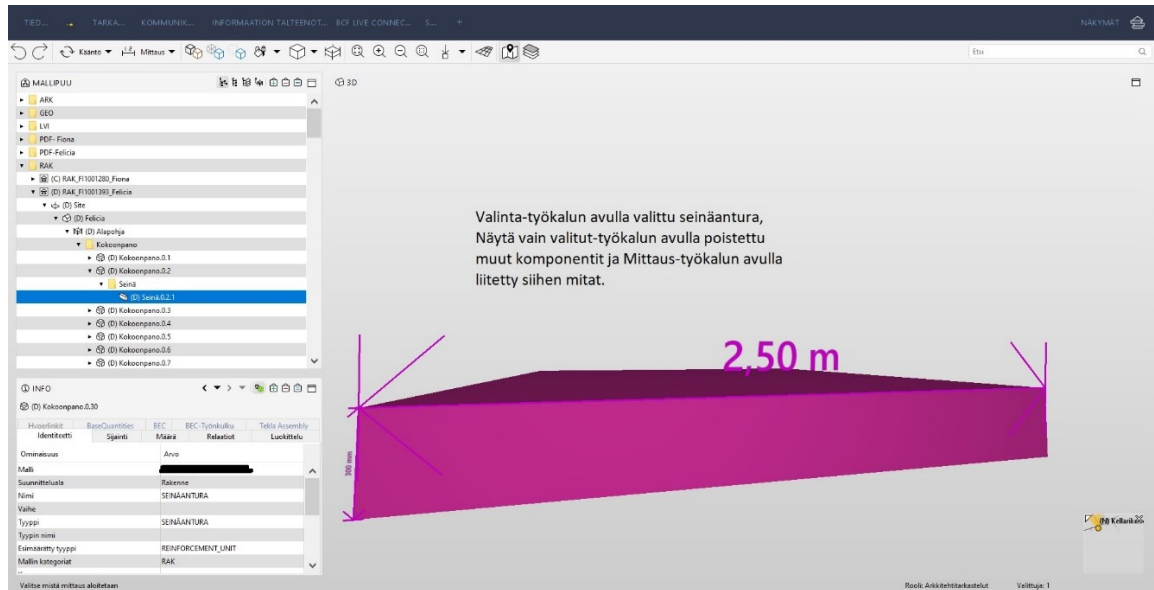 TIED...
TARKA...
KOMMUNIK...
INFORMAATION TALTEENOT...
BCF LIVE CONNEC...
S...
+
NÄKYMÄT
Kääntö
Mittaus
Etsi
MALLIPUU
3D
ARK
GEO
LVI
PDF- Fiona
PDF-Felicia
RAK
(C) RAK_FI1001280_Fiona
(D) RAK_FI1001393_Felicia
(D) Site
(D) Felicia
(D) Alapohja
Kokoonpano
(D) Kokoonpano.0.1
(D) Kokoonpano.0.2
Seinä
(D) Seinä.0.2.1
(D) Kokoonpano.0.3
(D) Kokoonpano.0.4
(D) Kokoonpano.0.5
(D) Kokoonpano.0.6
(D) Kokoonpano.0.7
Valinta-työkalun avulla valittu seinäantura,
Näytä vain valitut-työkalun avulla poistettu
muut komponentit ja Mittaus-työkalun avulla
liitetty siihen mitat.
2,50 m
300 mm
INFO
(D) Kokoonpano.0.30
Hyperlinkit BaseQuantities BEC BEC-Työnkulku Tekla Assembly
Identiteetti Sijainti Määrä Relaatiot Luokittelu
Ominaisuus Arvo
Malli
Suunnitteluala Rakenne
Nimi SEINÄANTURA
Vaihe
Tyyppi SEINÄANTURA
Tyypin nimi
Esimääratty tyyppi REINFORCEMENT_UNIT
Mallin kategoriat RAK
Valitse mistä mittaus aloitetaan
Rooli: Arkkitehtitarkastelut Valittuja: 1